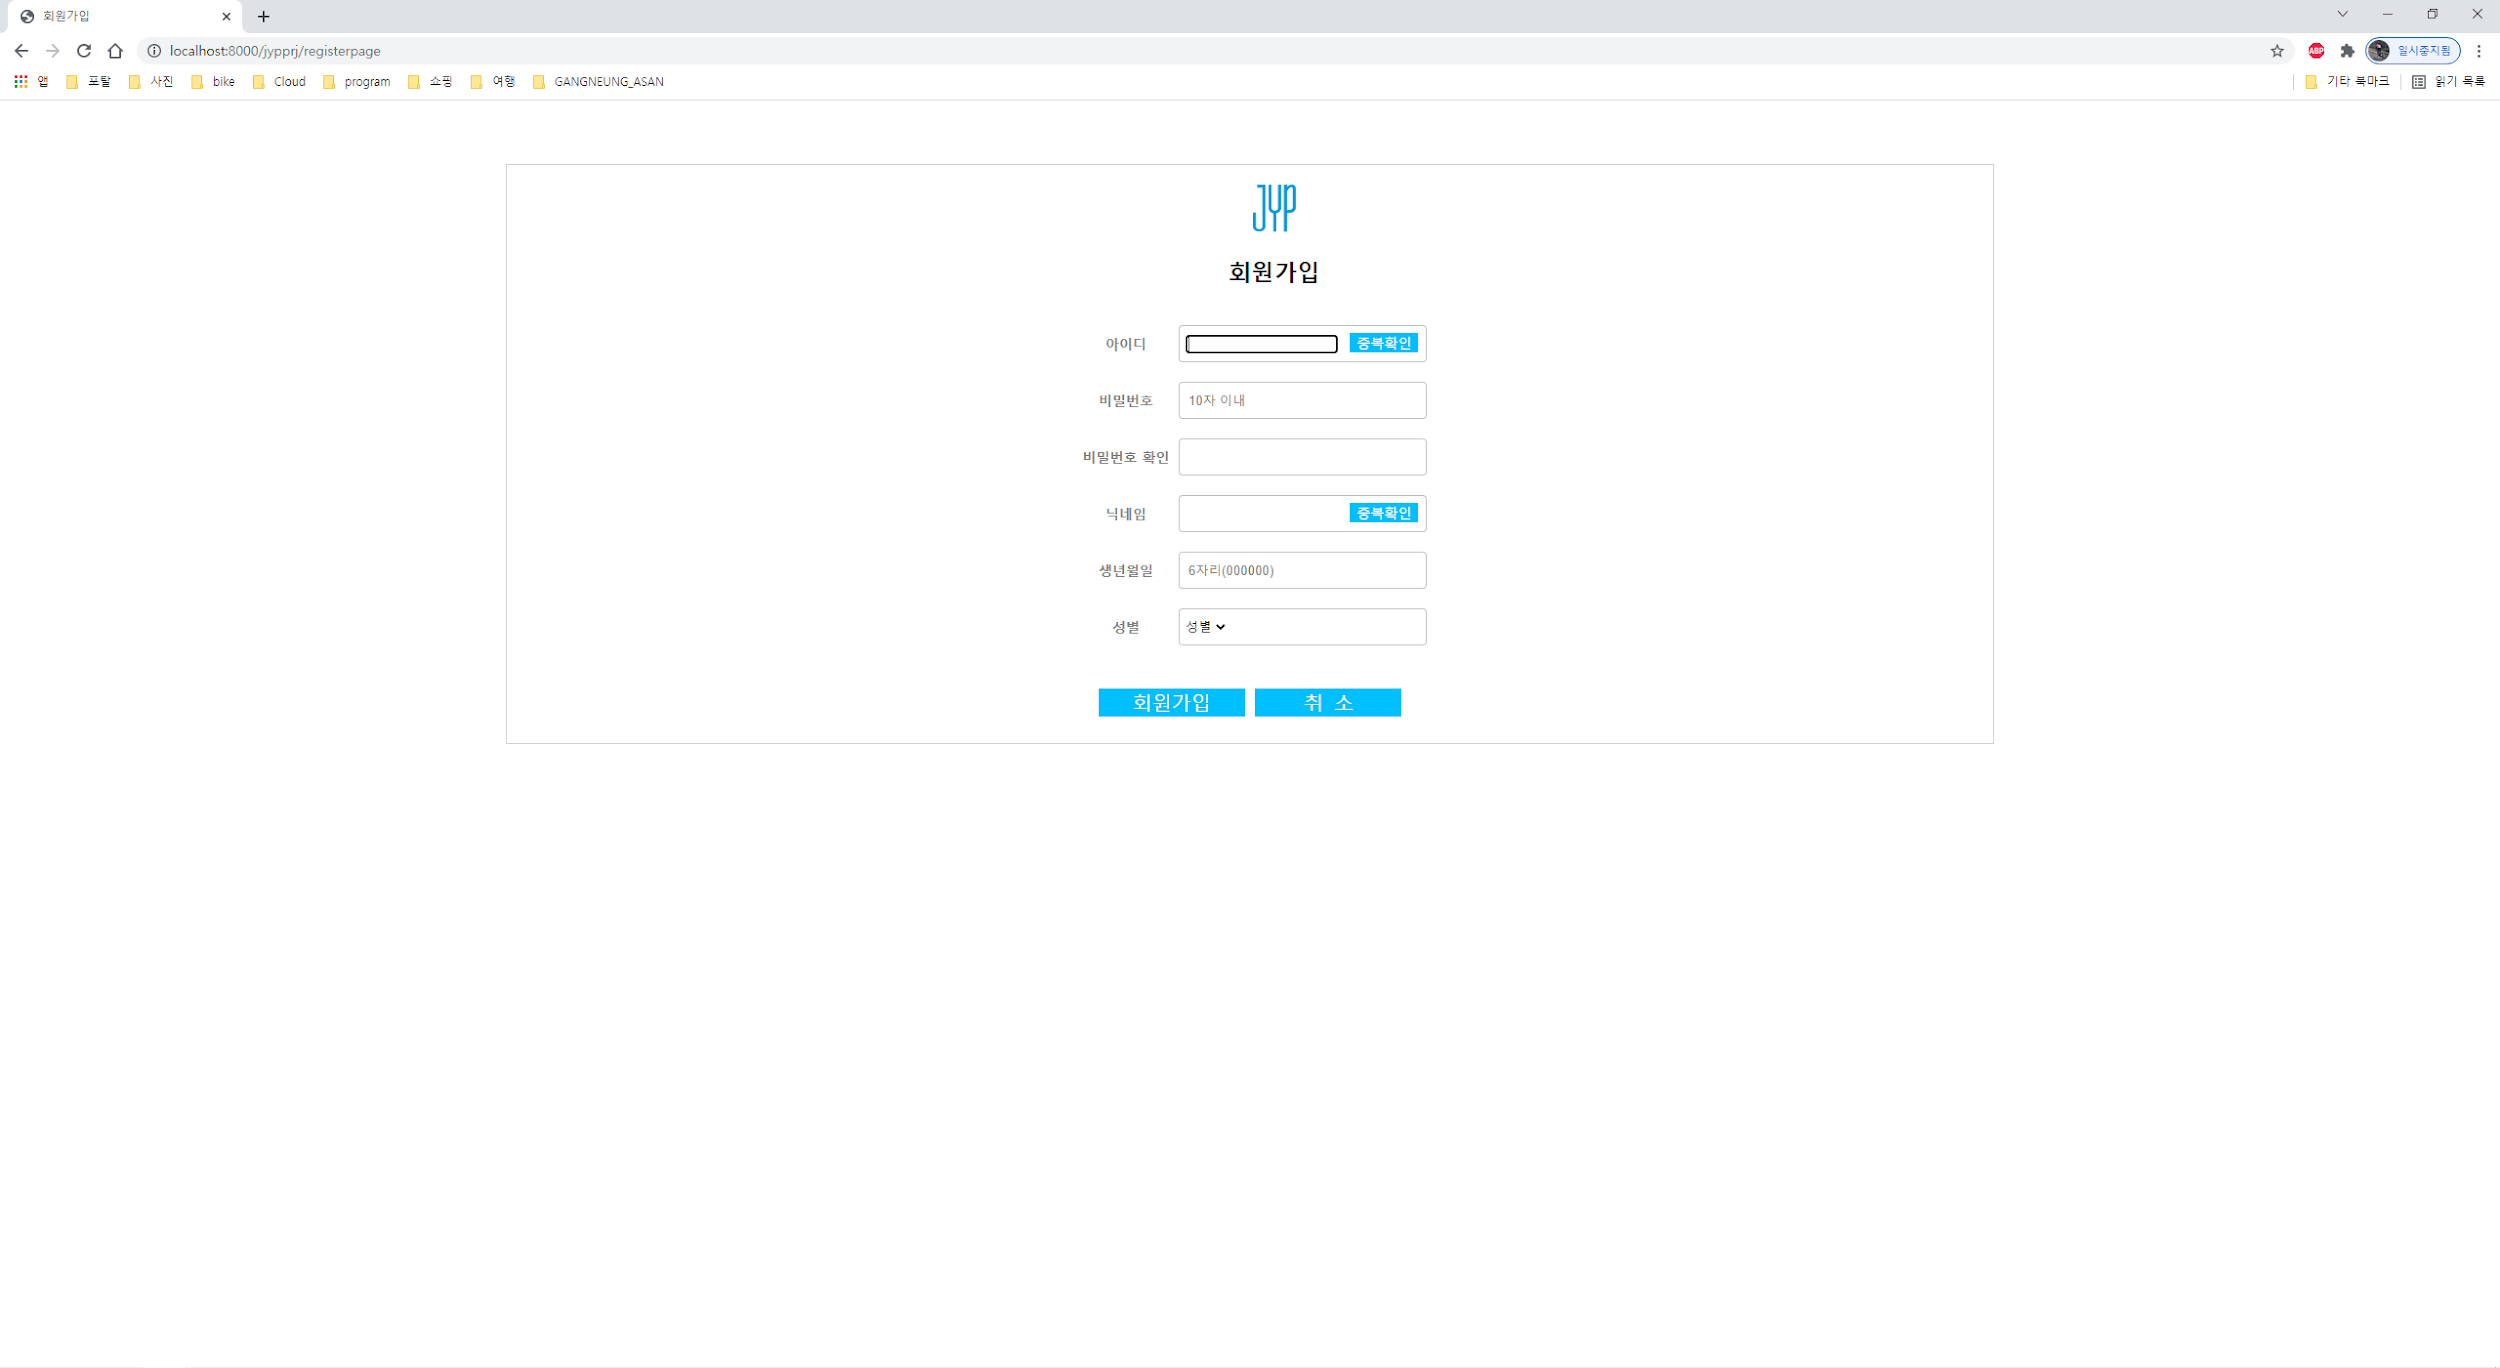 회원가입
localhost:8000/jypprj/registerpage
ABP
일시중지됨
앱 포탈 사진 bike Cloud program 쇼핑 여행 GANGNEUNG_ASAN 기타 북마크 읽기 목록
JYP
회원가입
아이디 중복확인
비밀번호 10자 이내
비밀번호 확인
닉네임 중복확인
생년월일 6자리(000000)
성별 성별
회원가입 취 소